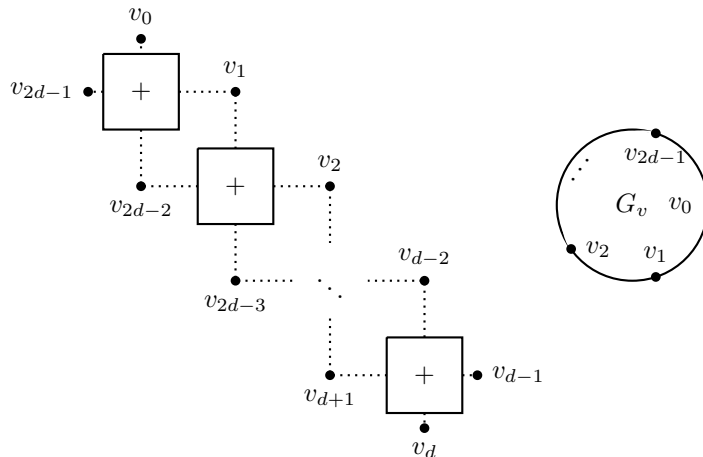 v_0
v_{2d-1} + v_1
v_{2d-2} + v_2
v_{2d-3} v_{d-2}
v_{d+1} + v_{d-1}
v_d
v_{2d-1}
G_v v_0
v_2 v_1